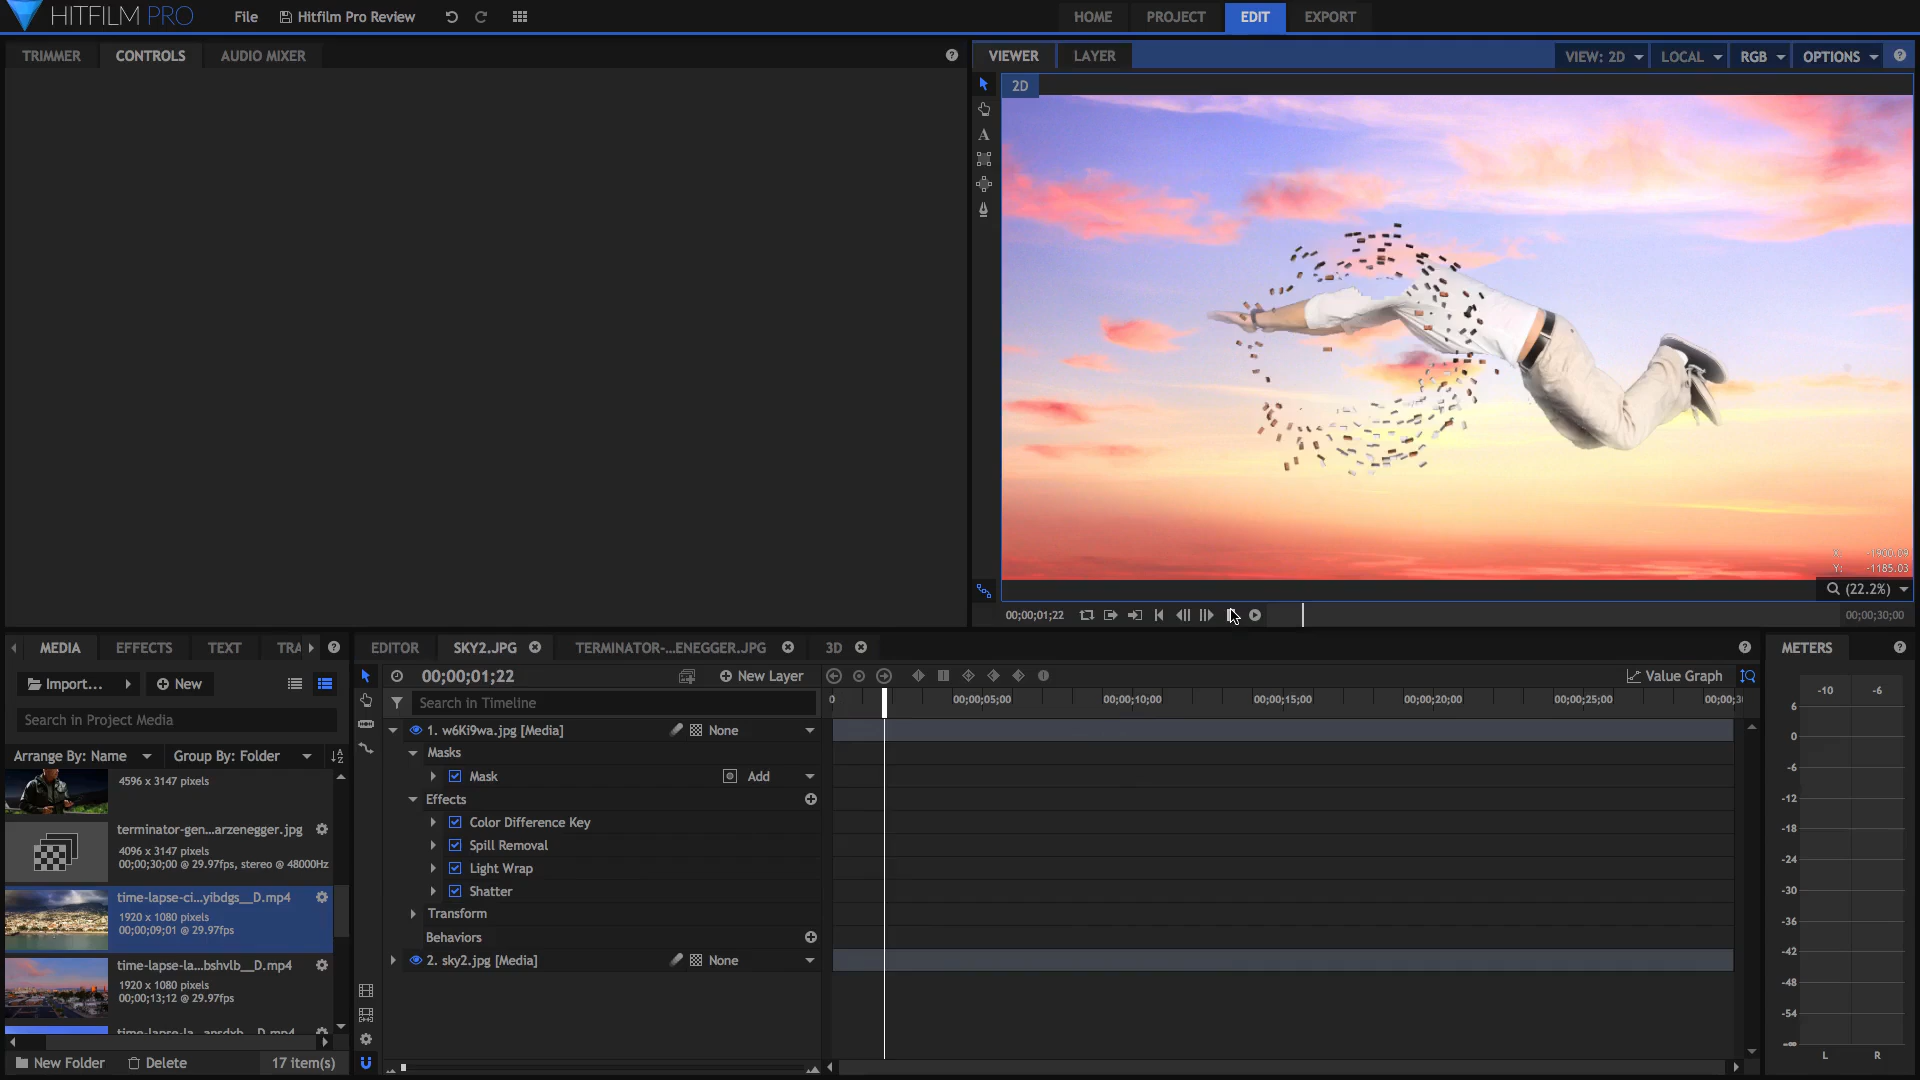 HITFILM PRO
File
Hitfilm Pro Review
HOME
PROJECT
EDIT
EXPORT
TRIMMER
CONTROLS
AUDIO MIXER
VIEWER
LAYER
VIEW: 2D
LOCAL
RGB
OPTIONS
2D
X: -1900.09
Y: -1185.03
(22.2%)
00;00;01;22
00;00;30;00
MEDIA
EFFECTS
TEXT
TRA
EDITOR
SKY2.JPG
TERMINATOR-...ENEGGER.JPG
3D
METERS
Import...
New
00;00;01;22
New Layer
Value Graph
Search in Project Media
Search in Timeline
0
00;00;05;00
00;00;10;00
00;00;15;00
00;00;20;00
00;00;25;00
00;00;3
Arrange By: Name
Group By: Folder
4596 x 3147 pixels
terminator-gen...arzenegger.jpg
4096 x 3147 pixels
00;00;30;00 @ 29.97fps, stereo @ 48000Hz
time-lapse-ci...yibdgs__D.mp4
1920 x 1080 pixels
00;00;09;01 @ 29.97fps
time-lapse-la...bshvlb__D.mp4
1920 x 1080 pixels
00;00;13;12 @ 29.97fps
New Folder
Delete
17 item(s)
1. w6Ki9wa.jpg [Media]
None
Masks
Mask
Add
Effects
Color Difference Key
Spill Removal
Light Wrap
Shatter
Transform
Behaviors
2. sky2.jpg [Media]
None
-10
-6
6
0
-6
-12
-18
-24
-30
-36
-42
-48
-54
-∞
L
R